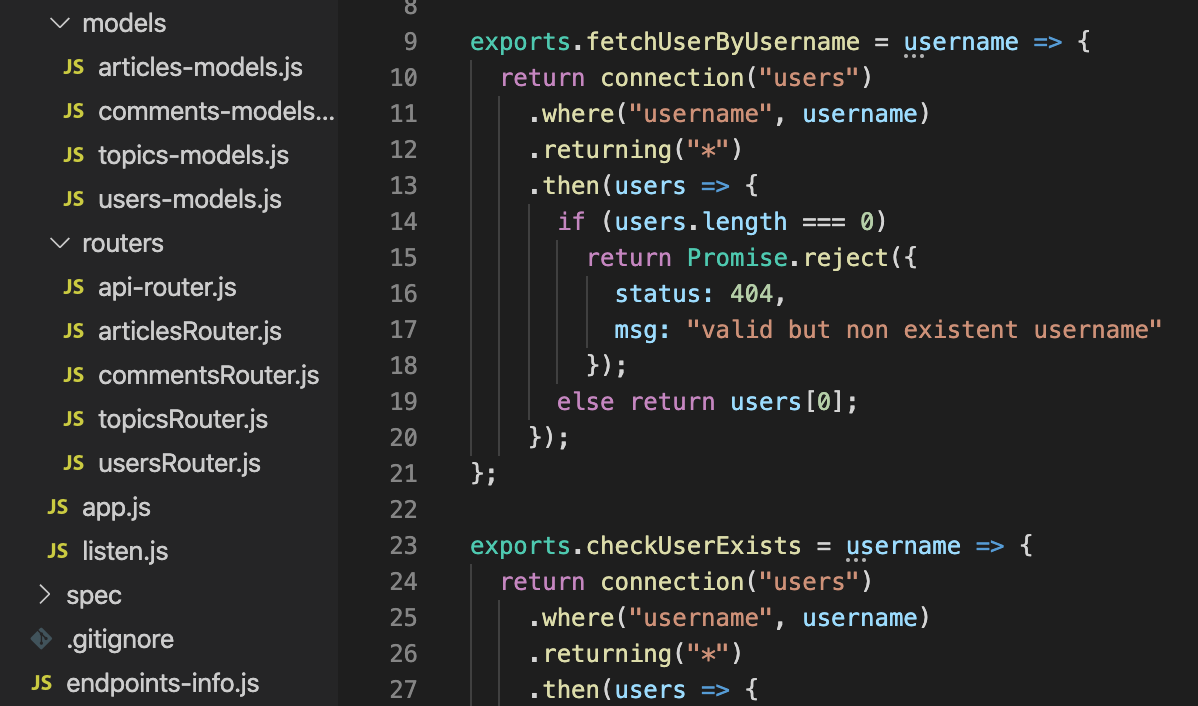 models
JS articles-models.js
JS comments-models...
JS topics-models.js
JS users-models.js
routers
JS api-router.js
JS articlesRouter.js
JS commentsRouter.js
JS topicsRouter.js
JS usersRouter.js
JS app.js
JS listen.js
spec
.gitignore
JS endpoints-info.js
8
9 exports.fetchUserByUsername = username => {
10 return connection("users")
11 .where("username", username)
12 .returning("*")
13 .then(users => {
14 if (users.length === 0)
15 return Promise.reject({
16 status: 404,
17 msg: "valid but non existent username"
18 });
19 else return users[0];
20 });
21 };
22
23 exports.checkUserExists = username => {
24 return connection("users")
25 .where("username", username)
26 .returning("*")
27 .then(users => {